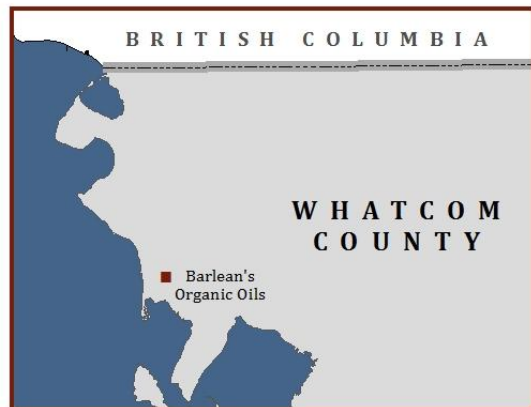 BRITISH COLUMBIA
WHATCOM
COUNTY
Barlean's
Organic Oils